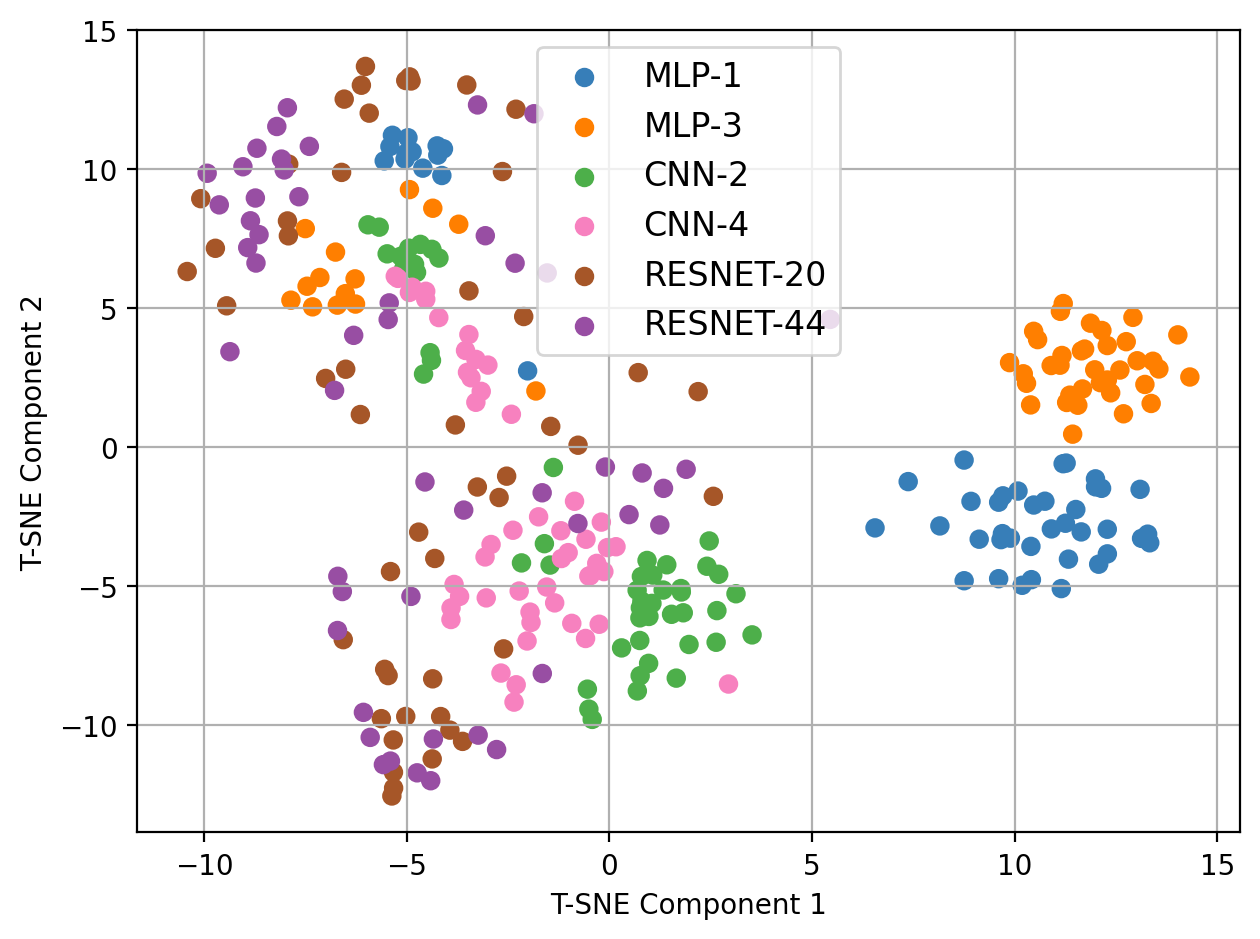 15
10
5
0
−5
−10
T-SNE Component 2
MLP-1
MLP-3
CNN-2
CNN-4
RESNET-20
RESNET-44
−10 −5 0 5 10 15
T-SNE Component 1